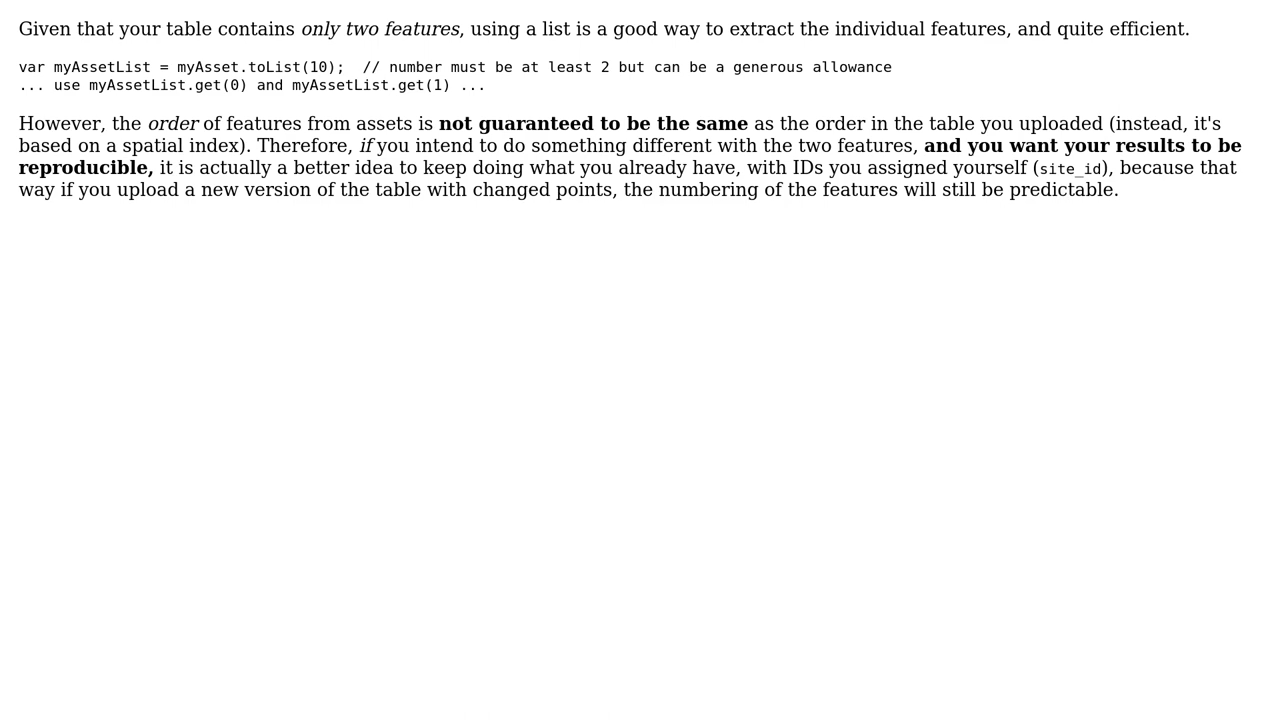 Given that your table contains only two features, using a list is a good way to extract the individual features, and quite efficient.
var myAssetList = myAsset.toList(10);  // number must be at least 2 but can be a generous allowance
... use myAssetList.get(0) and myAssetList.get(1) ...
However, the order of features from assets is not guaranteed to be the same as the order in the table you uploaded (instead, it's
based on a spatial index). Therefore, if you intend to do something different with the two features, and you want your results to be
reproducible, it is actually a better idea to keep doing what you already have, with IDs you assigned yourself (site_id), because that
way if you upload a new version of the table with changed points, the numbering of the features will still be predictable.